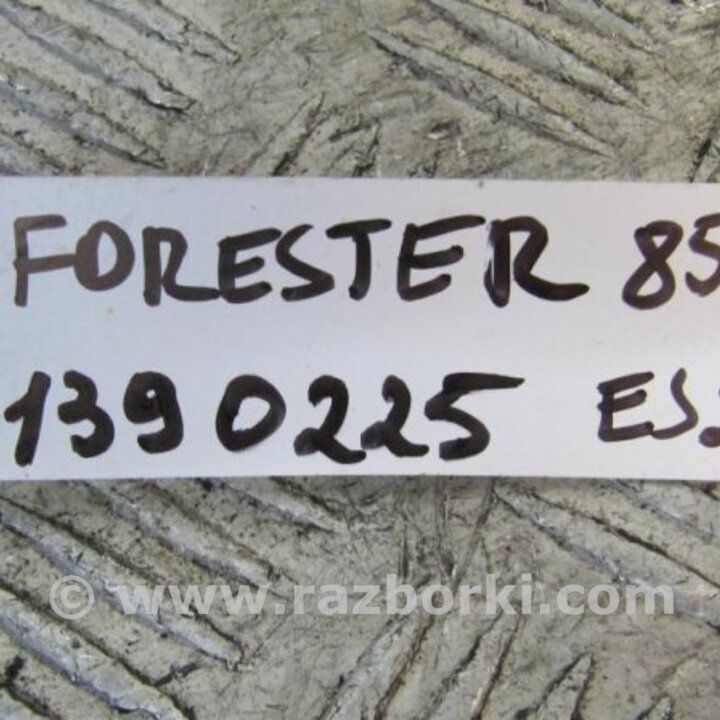 FORESTER 85
1390225 ES
© www.razborki.com